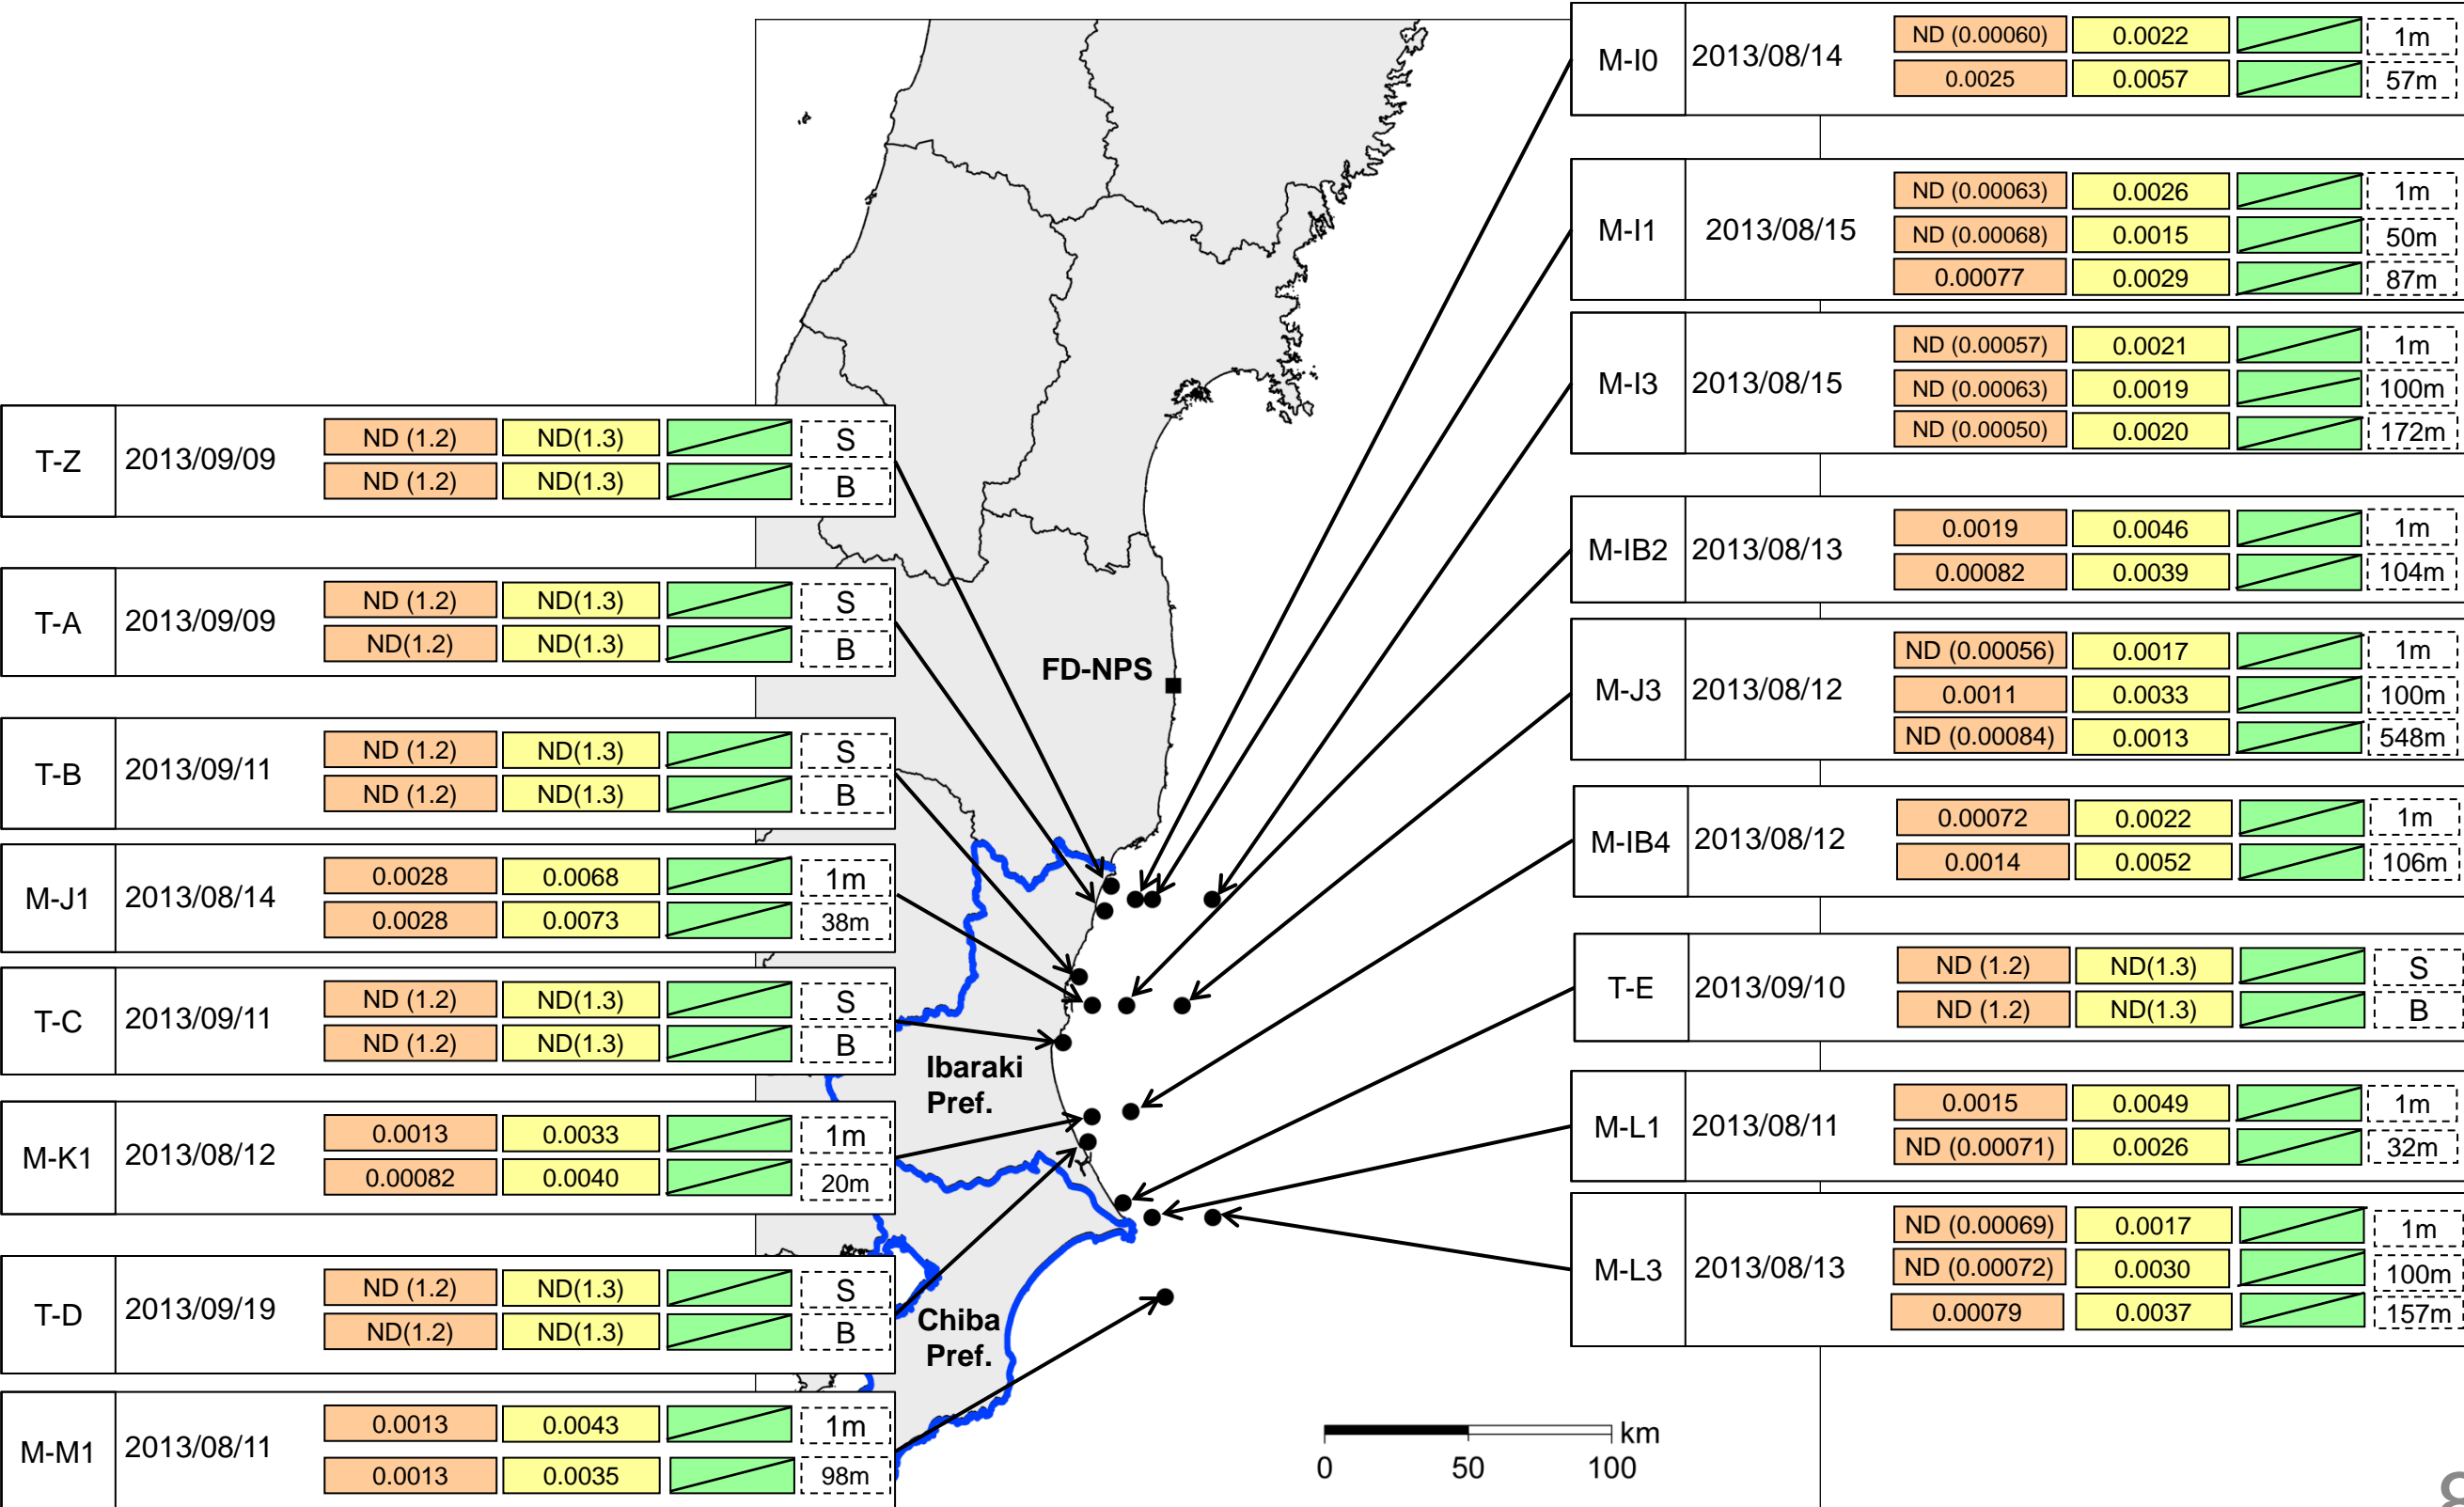 T-Z 2013/09/09 ND (1.2) ND(1.3) S
ND (1.2) ND(1.3) B
T-A 2013/09/09 ND (1.2) ND(1.3) S
ND(1.2) ND(1.3) B
T-B 2013/09/11 ND (1.2) ND(1.3) S
ND (1.2) ND(1.3) B
M-J1 2013/08/14 0.0028 0.0068 1m
0.0028 0.0073 38m
T-C 2013/09/11 ND (1.2) ND(1.3) S
ND (1.2) ND(1.3) B
M-K1 2013/08/12 0.0013 0.0033 1m
0.00082 0.0040 20m
T-D 2013/09/19 ND (1.2) ND(1.3) S
ND(1.2) ND(1.3) B
M-M1 2013/08/11 0.0013 0.0043 1m
0.0013 0.0035 98m
FD-NPS
Ibaraki
Pref.
Chiba
Pref.
km
0 50 100
M-I0 2013/08/14 ND (0.00060) 0.0022 1m
0.0025 0.0057 57m
M-I1 2013/08/15 ND (0.00063) 0.0026 1m
ND (0.00068) 0.0015 50m
0.00077 0.0029 87m
M-I3 2013/08/15 ND (0.00057) 0.0021 1m
ND (0.00063) 0.0019 100m
ND (0.00050) 0.0020 172m
M-IB2 2013/08/13 0.0019 0.0046 1m
0.00082 0.0039 104m
M-J3 2013/08/12 ND (0.00056) 0.0017 1m
0.0011 0.0033 100m
ND (0.00084) 0.0013 548m
M-IB4 2013/08/12 0.00072 0.0022 1m
0.0014 0.0052 106m
T-E 2013/09/10 ND (1.2) ND(1.3) S
ND (1.2) ND(1.3) B
M-L1 2013/08/11 0.0015 0.0049 1m
ND (0.00071) 0.0026 32m
M-L3 2013/08/13 ND (0.00069) 0.0017 1m
ND (0.00072) 0.0030 100m
0.00079 0.0037 157m